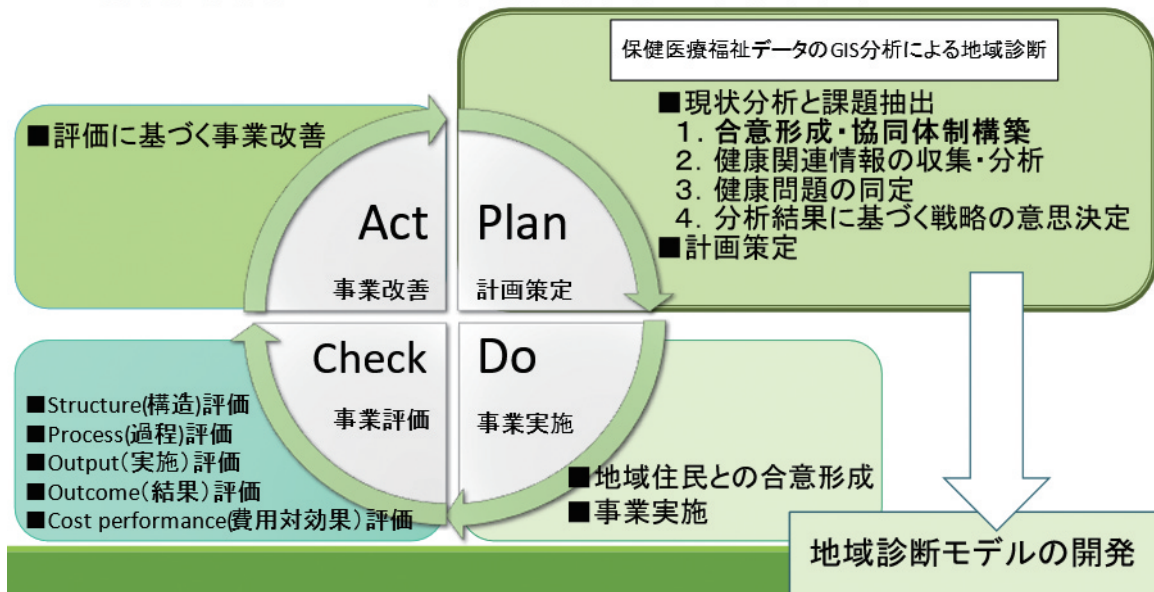 保健医療福祉データのGIS分析による地域診断
■現状分析と課題抽出
1. 合意形成・協同体制構築
2. 健康関連情報の収集・分析
3. 健康問題の同定
4. 分析結果に基づく戦略の意思決定
■計画策定
■評価に基づく事業改善
Act
事業改善
Plan
計画策定
Check
事業評価
Do
事業実施
■Structure(構造)評価
■Process(過程)評価
■Output(実施)評価
■Outcome(結果)評価
■Cost performance(費用対効果)評価
■地域住民との合意形成
■事業実施
地域診断モデルの開発